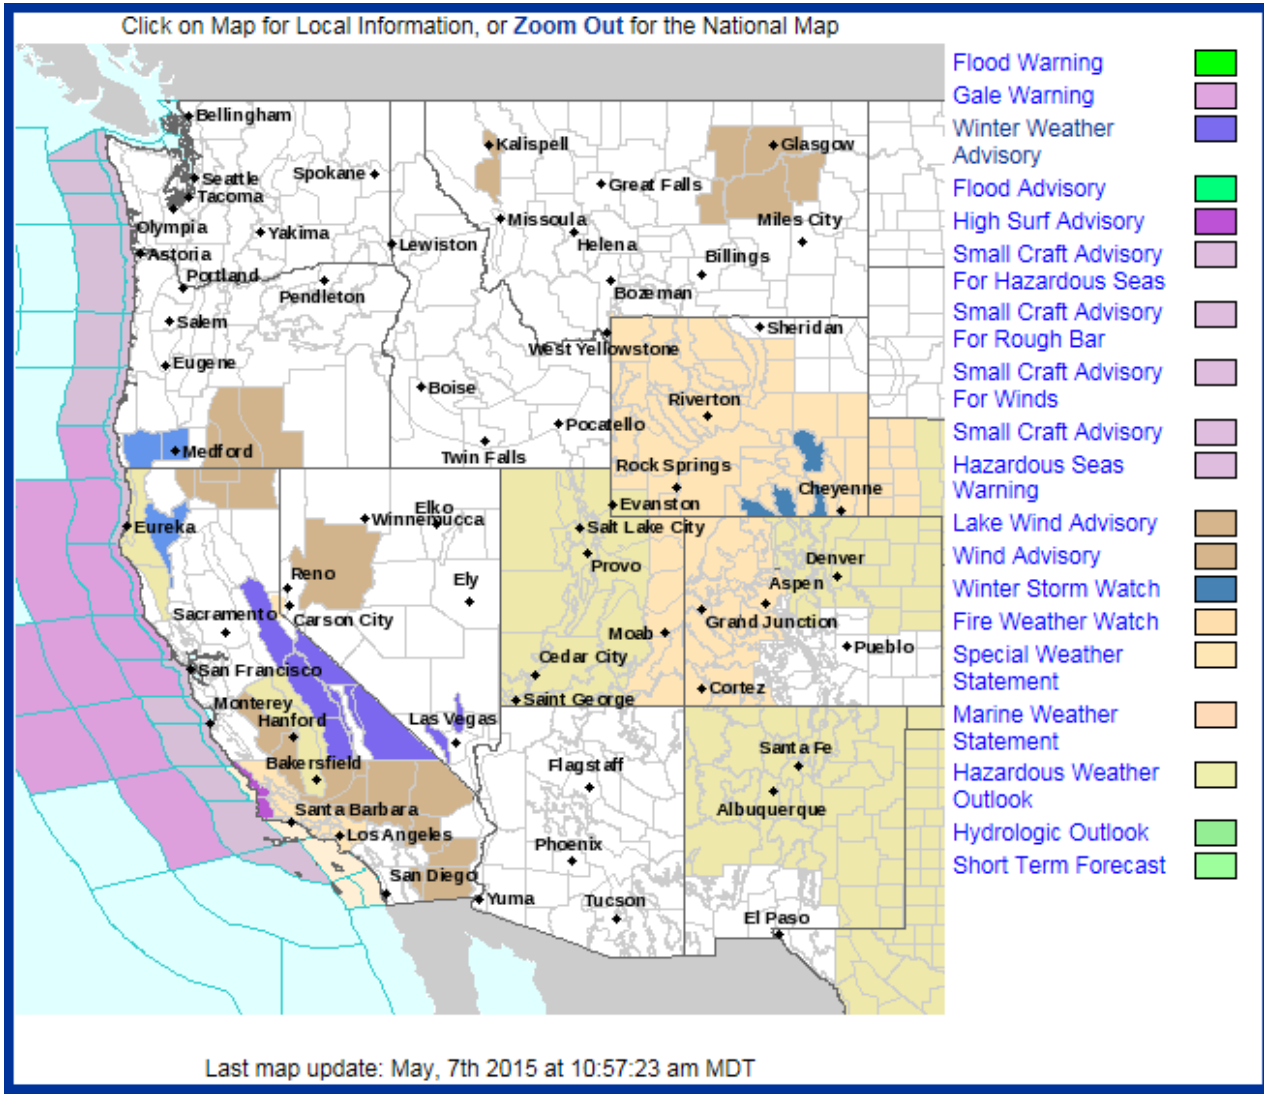 Click on Map for Local Information, or Zoom Out for the National Map
Flood Warning
Gale Warning
Winter Weather
Advisory
Flood Advisory
High Surf Advisory
Small Craft Advisory
For Hazardous Seas
Small Craft Advisory
For Rough Bar
Small Craft Advisory
For Winds
Small Craft Advisory
Hazardous Seas
Warning
Lake Wind Advisory
Wind Advisory
Winter Storm Watch
Fire Weather Watch
Special Weather
Statement
Marine Weather
Statement
Hazardous Weather
Outlook
Hydrologic Outlook
Short Term Forecast
Bellingham
Kalispell
Glasgow
Seattle
Spokane
Tacoma
Great Falls
Olympia
Yakima
Missoula
Miles City
Lewiston
Helena
Astoria
Billings
Portland
Pendleton
Bozeman
Salem
Sheridan
West Yellowstone
Eugene
Boise
Riverton
Pocatello
Medford
Twin Falls
Rock Springs
Cheyenne
Evanston
Elko
Winnemucca
Eureka
Salt Lake City
Provo
Denver
Reno
Ely
Aspen
Sacramento
Carson City
Grand Junction
Moab
Pueblo
San Francisco
Cedar City
Cortez
Saint George
Monterey
Hanford
Las Vegas
Santa Fe
Bakersfield
Flagstaff
Albuquerque
Santa Barbara
Los Angeles
Phoenix
San Diego
Yuma
Tucson
El Paso
Last map update: May, 7th 2015 at 10:57:23 am MDT